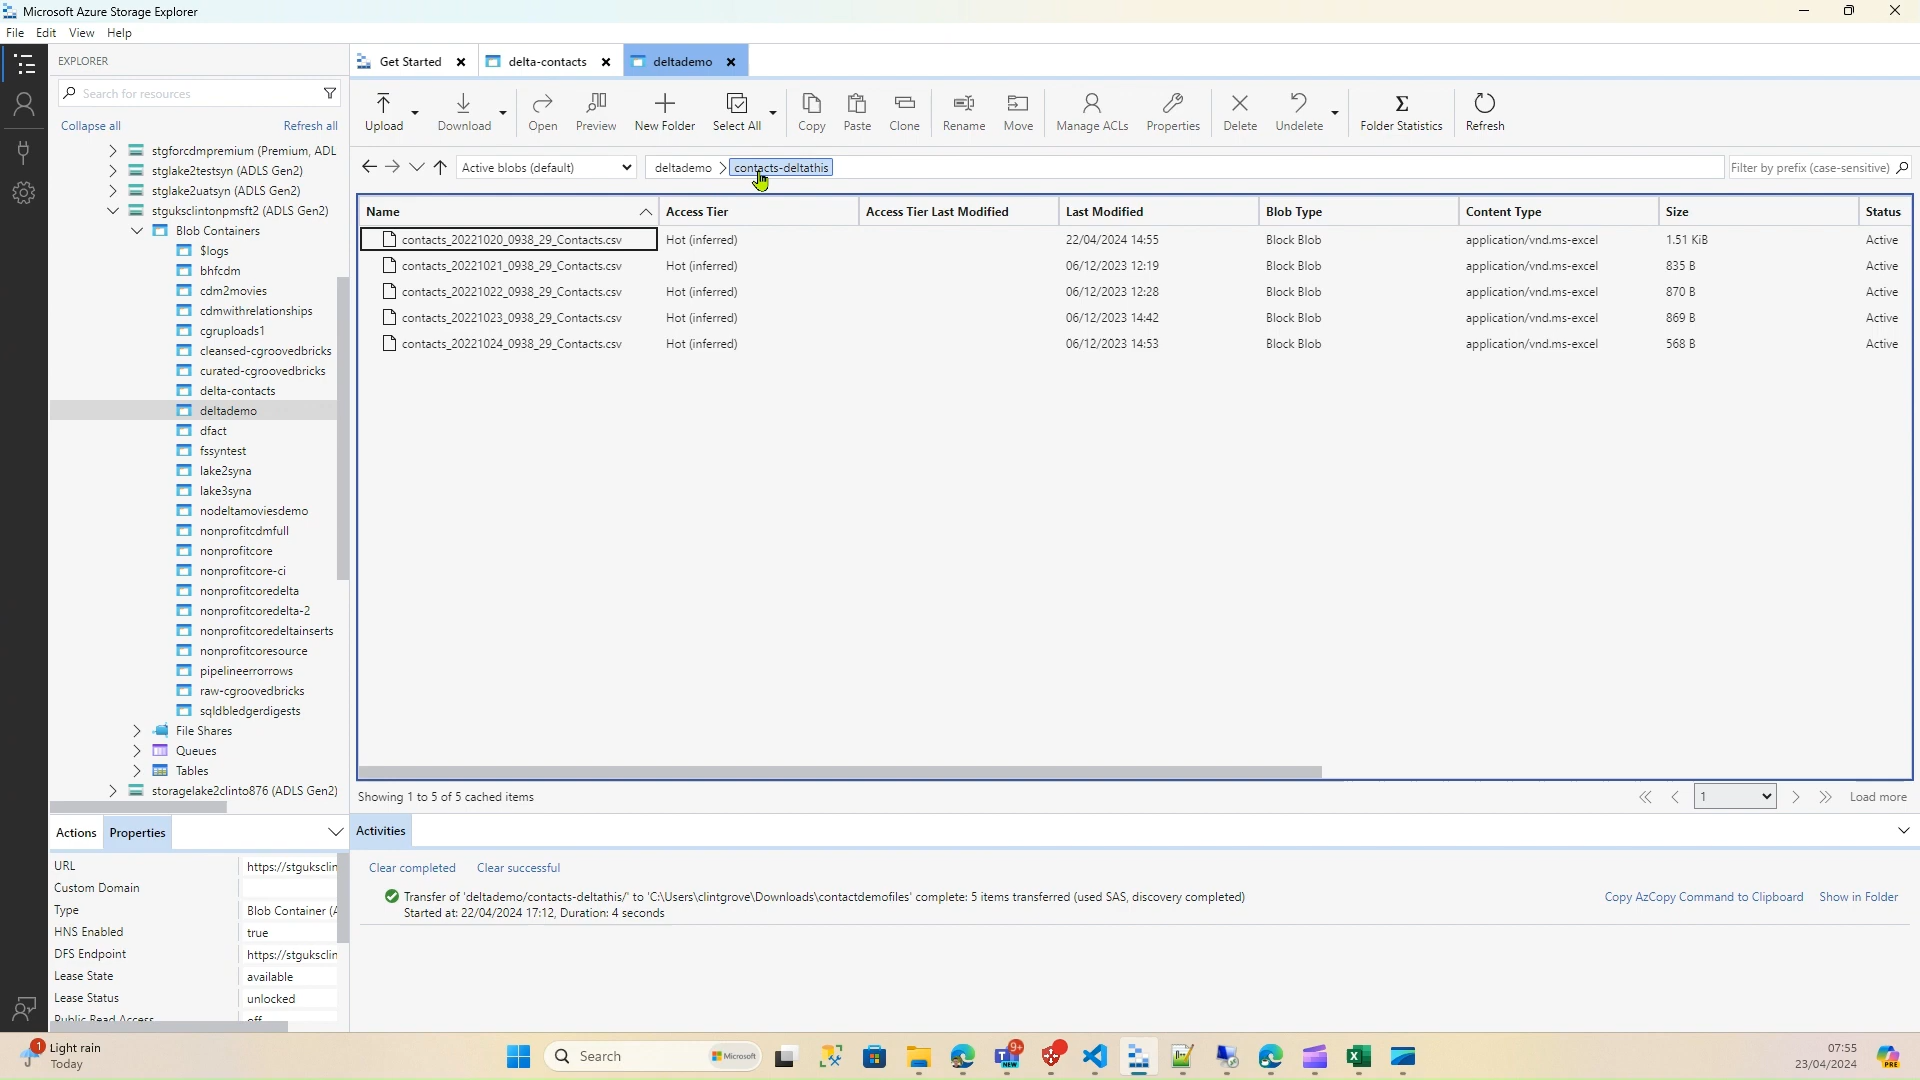 Microsoft Azure Storage Explorer
File Edit View Help
EXPLORER
Search for resources
Collapse all Refresh all
stgforcdmpremium (Premium, ADL
stglake2testsyn (ADLS Gen2)
stglake2uatsyn (ADLS Gen2)
stguksclintonpmsft2 (ADLS Gen2)
Blob Containers
$logs
bhfcdm
cdm2movies
cdmwithrelationships
cgruploads1
cleansed-cgroovedbricks
curated-cgroovedbricks
delta-contacts
deltademo
dfact
fssyntest
lake2syna
lake3syna
nodeltamoviesdemo
nonprofitcdmfull
nonprofitcore
nonprofitcore-ci
nonprofitcoredelta
nonprofitcoredelta-2
nonprofitcoredeltainserts
nonprofitcoresource
pipelineerrorrows
raw-cgroovedbricks
sqldbledgerdigests
File Shares
Queues
Tables
storagelake2clinto876 (ADLS Gen2)
Actions Properties
URL https://stguksclin
Custom Domain
Type Blob Container (A
HNS Enabled true
DFS Endpoint https://stguksclin
Lease State available
Lease Status unlocked
Public Read Access off
Get Started delta-contacts deltademo
Upload Download Open Preview New Folder Select All Copy Paste Clone Rename Move Manage ACLs Properties Delete Undelete Folder Statistics Refresh
Active blobs (default) deltademo contacts-deltathis Filter by prefix (case-sensitive)
Name Access Tier Access Tier Last Modified Last Modified Blob Type Content Type Size Status
contacts_20221020_0938_29_Contacts.csv Hot (inferred) 22/04/2024 14:55 Block Blob application/vnd.ms-excel 1.51 KiB Active
contacts_20221021_0938_29_Contacts.csv Hot (inferred) 06/12/2023 12:19 Block Blob application/vnd.ms-excel 835 B Active
contacts_20221022_0938_29_Contacts.csv Hot (inferred) 06/12/2023 12:28 Block Blob application/vnd.ms-excel 870 B Active
contacts_20221023_0938_29_Contacts.csv Hot (inferred) 06/12/2023 14:42 Block Blob application/vnd.ms-excel 869 B Active
contacts_20221024_0938_29_Contacts.csv Hot (inferred) 06/12/2023 14:53 Block Blob application/vnd.ms-excel 568 B Active
Showing 1 to 5 of 5 cached items 1 Load more
Activities
Clear completed Clear successful
Transfer of 'deltademo/contacts-deltathis/' to 'C:\Users\clintgrove\Downloads\contactdemofiles' complete: 5 items transferred (used SAS, discovery completed) Copy AzCopy Command to Clipboard Show in Folder
Started at: 22/04/2024 17:12, Duration: 4 seconds
1 Light rain
Today
Search Microsoft 9+ NEW PRE
07:55
23/04/2024